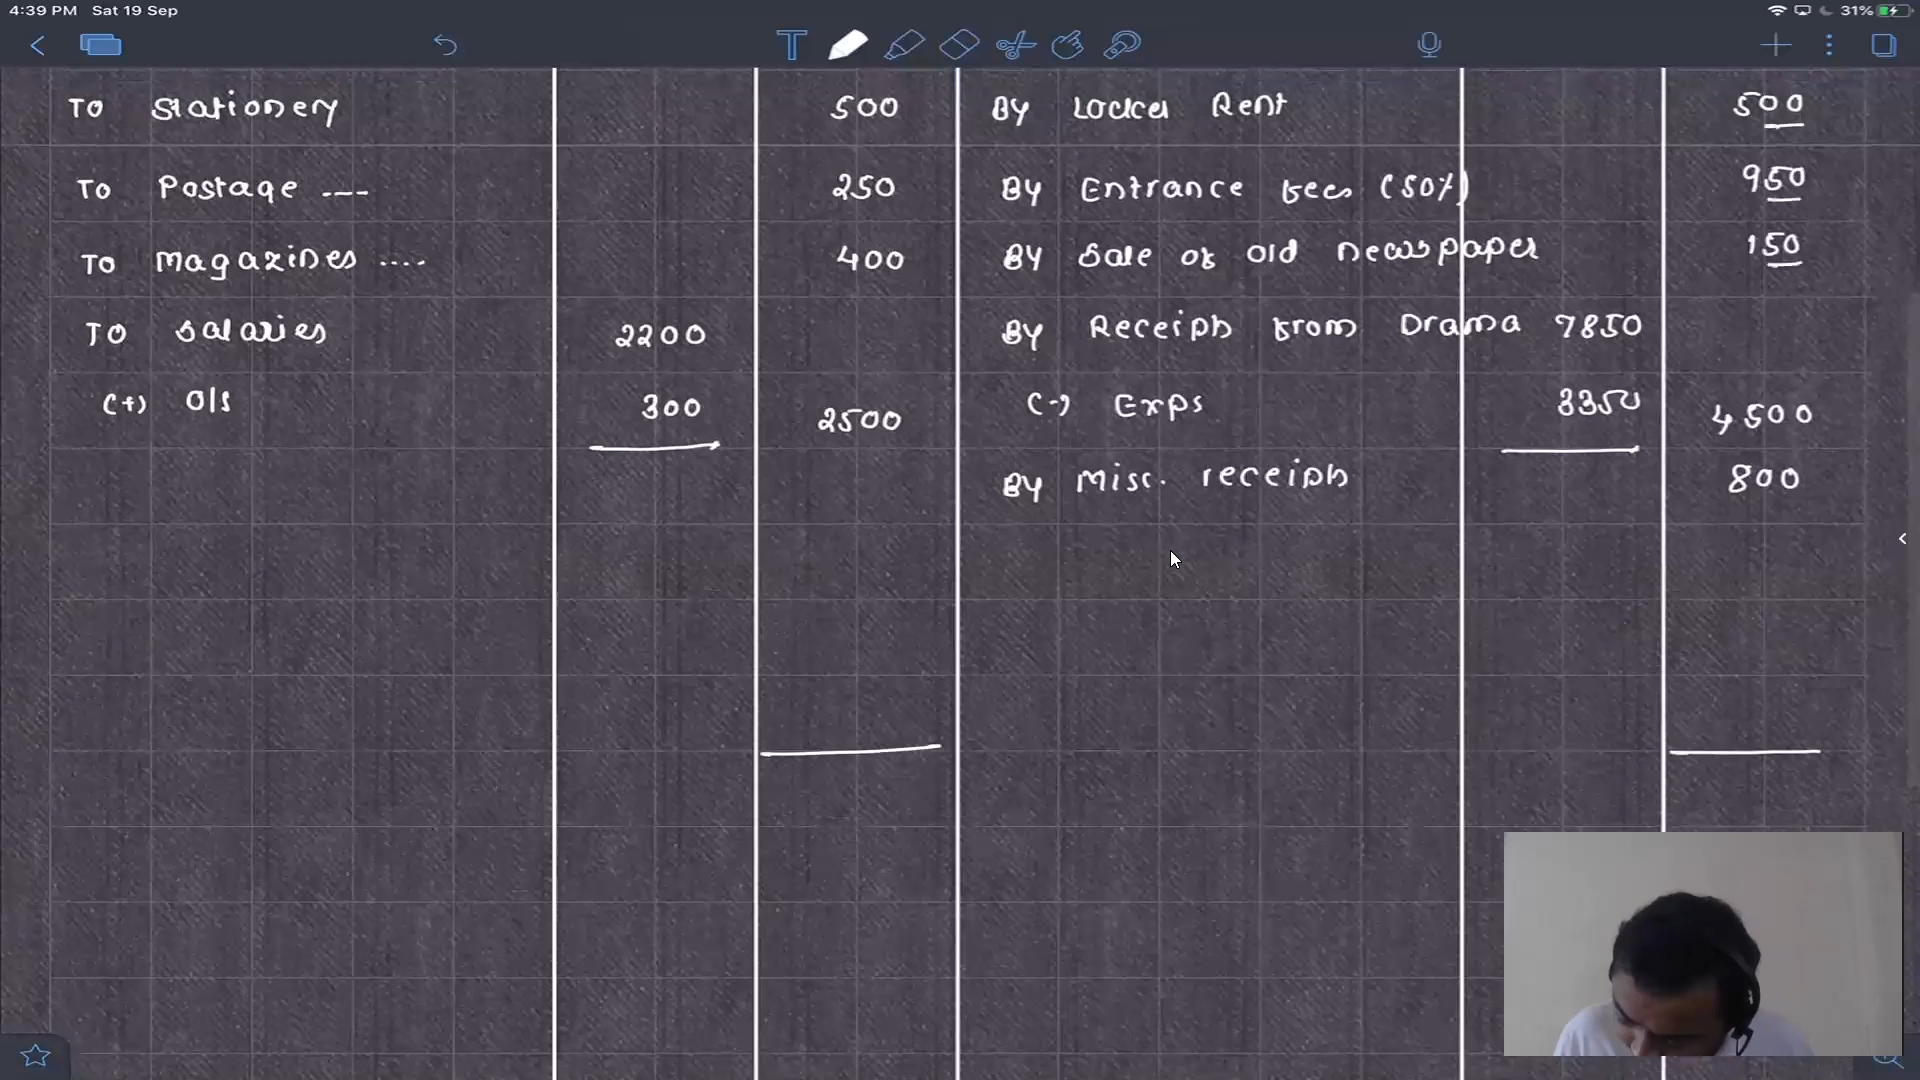 4:39 PM Sat 19 Sep 31%
To Stationery 500 By Locker Rent 500
To Postage --- 250 By Entrance fees (50%) 950
To Magazines .... 400 By Sale of old newspaper 150
To Salaries 2200 By Receipts from Drama 7850
(+) O/s 300 2500 (-) Exps 3350 4500
By Misc. receipts 800